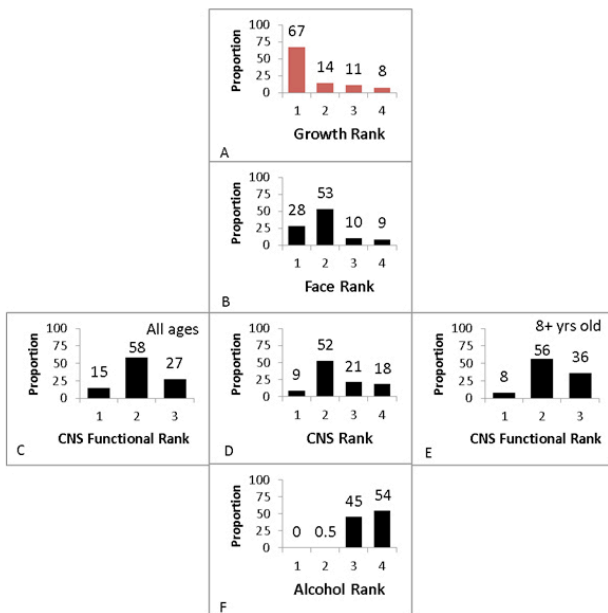 Proportion
100
75
50
25
0
67
14
11
8
1 2 3 4
Growth Rank
A
Proportion
100
75
50
25
0
28
53
10
9
1 2 3 4
Face Rank
B
Proportion
100
75
50
25
0
All ages
15
58
27
1 2 3
CNS Functional Rank
C
Proportion
100
75
50
25
0
9
52
21
18
1 2 3 4
CNS Rank
D
Proportion
100
75
50
25
0
8+ yrs old
8
56
36
1 2 3
CNS Functional Rank
E
Proportion
100
75
50
25
0
0
0.5
45
54
1 2 3 4
Alcohol Rank
F